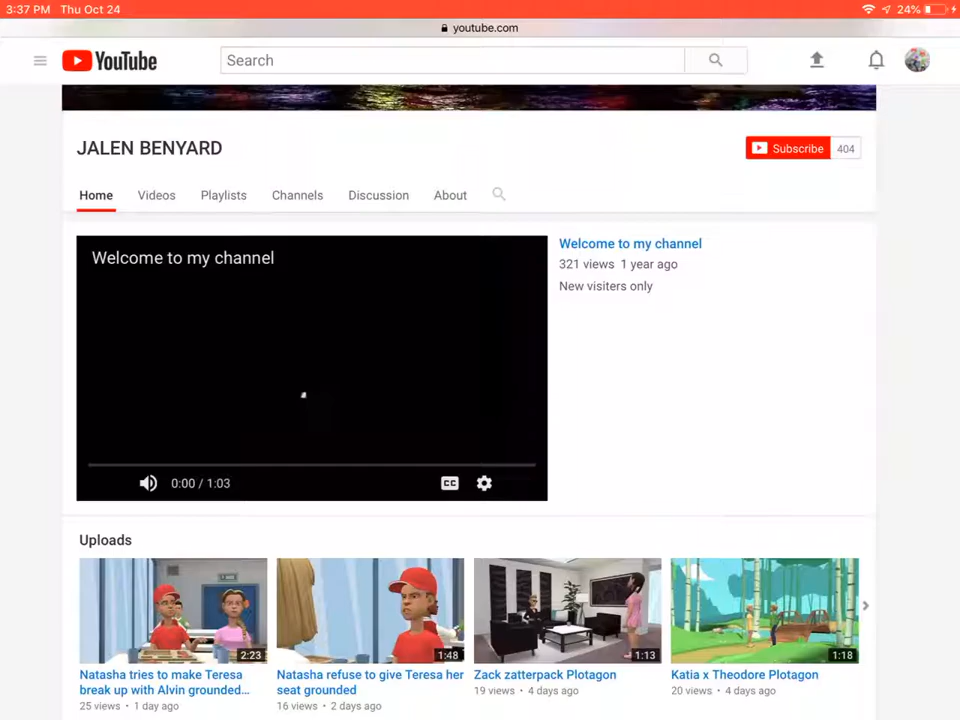 3:37 PM Thu Oct 24 24%
youtube.com
YouTube Search
JALEN BENYARD
Subscribe 404
Home Videos Playlists Channels Discussion About
Welcome to my channel
0:00 / 1:03
CC
Welcome to my channel
321 views 1 year ago
New visiters only
Uploads
2:23
Natasha tries to make Teresa
break up with Alvin grounded...
25 views • 1 day ago
1:48
Natasha refuse to give Teresa her
seat grounded
16 views • 2 days ago
1:13
Zack zatterpack Plotagon
19 views • 4 days ago
1:18
Katia x Theodore Plotagon
20 views • 4 days ago